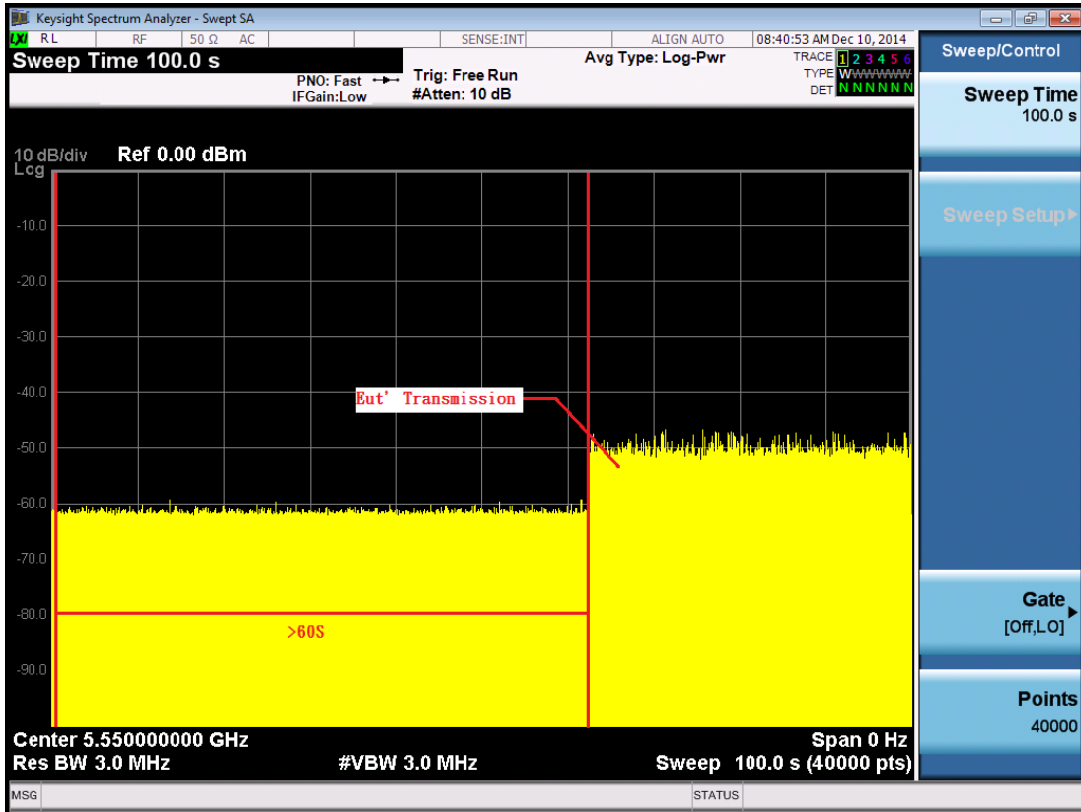 Keysight Spectrum Analyzer - Swept SA
LXI RL RF 50 Ω AC SENSE:INT ALIGN AUTO 08:40:53 AM Dec 10, 2014
Sweep Time 100.0 s
PNO: Fast
IFGain:Low
Trig: Free Run
#Atten: 10 dB
Avg Type: Log-Pwr
TRACE 1 2 3 4 5 6
TYPE WWWWWW
DET N N N N N N
10 dB/div
Log
Ref 0.00 dBm
-10.0
-20.0
-30.0
-40.0
-50.0
-60.0
-70.0
-80.0
-90.0
Eut' Transmission
>60S
Center 5.550000000 GHz
Span 0 Hz
Res BW 3.0 MHz
#VBW 3.0 MHz
Sweep 100.0 s (40000 pts)
MSG
STATUS
Sweep/Control
Sweep Time
100.0 s
Sweep Setup
Gate
[Off,LO]
Points
40000